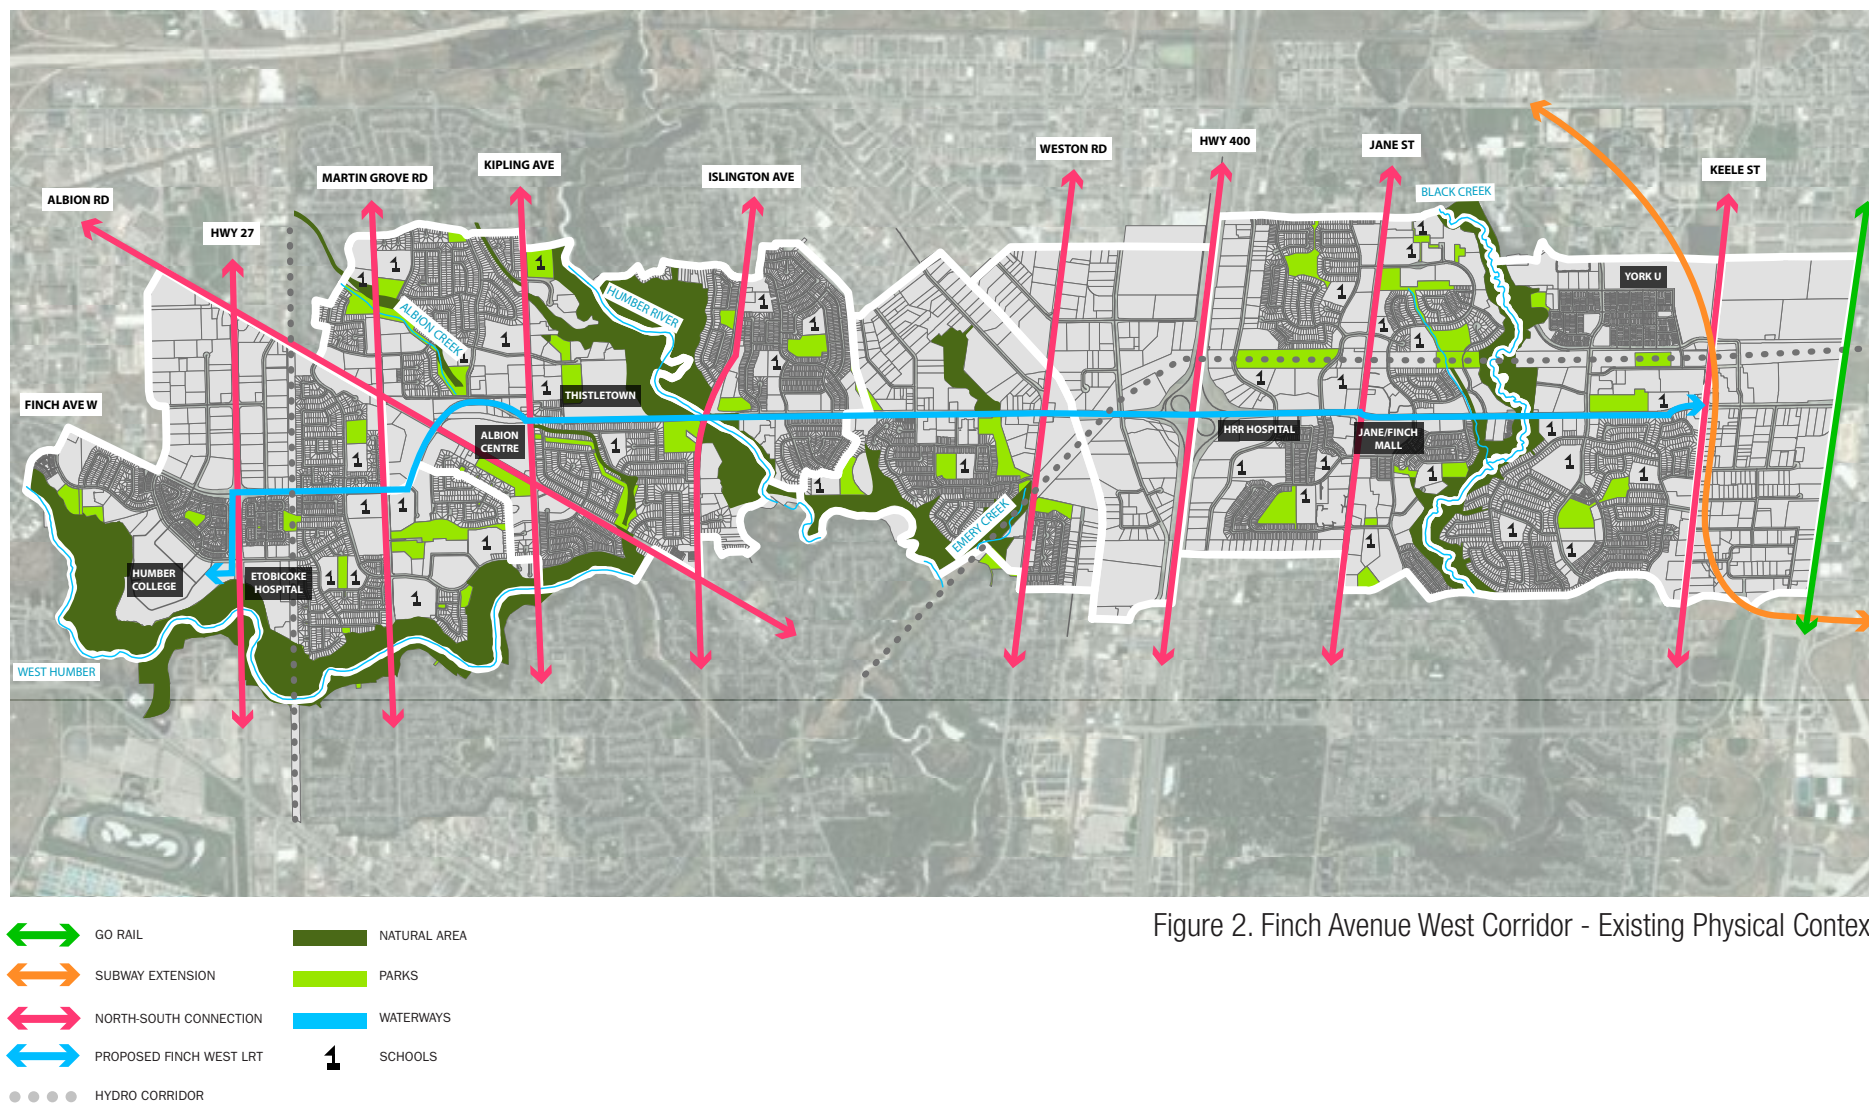 HWY 400
WESTON RD
JANE ST
KIPLING AVE
KEELE ST
MARTIN GROVE RD
ISLINGTON AVE
BLACK CREEK
ALBION RD
HWY 27
YORK U
HUMBER RIVER
ALBION CREEK
THISTLETOWN
FINCH AVE W
HRR HOSPITAL
JANE/FINCH
MALL
ALBION
CENTRE
EMERY CREEK
HUMBER
COLLEGE
ETOBICOKE
HOSPITAL
WEST HUMBER
Figure 2. Finch Avenue West Corridor - Existing Physical Contex
GO RAIL
SUBWAY EXTENSION
NORTH-SOUTH CONNECTION
PROPOSED FINCH WEST LRT
HYDRO CORRIDOR
NATURAL AREA
PARKS
WATERWAYS
SCHOOLS